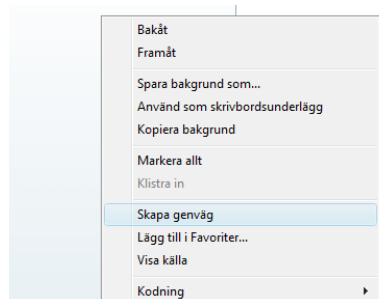 Bakåt
Framåt
Spara bakgrund som...
Använd som skrivbordsunderlägg
Kopiera bakgrund
Markera allt
Klistra in
Skapa genväg
Lägg till i Favoriter...
Visa källa
Kodning